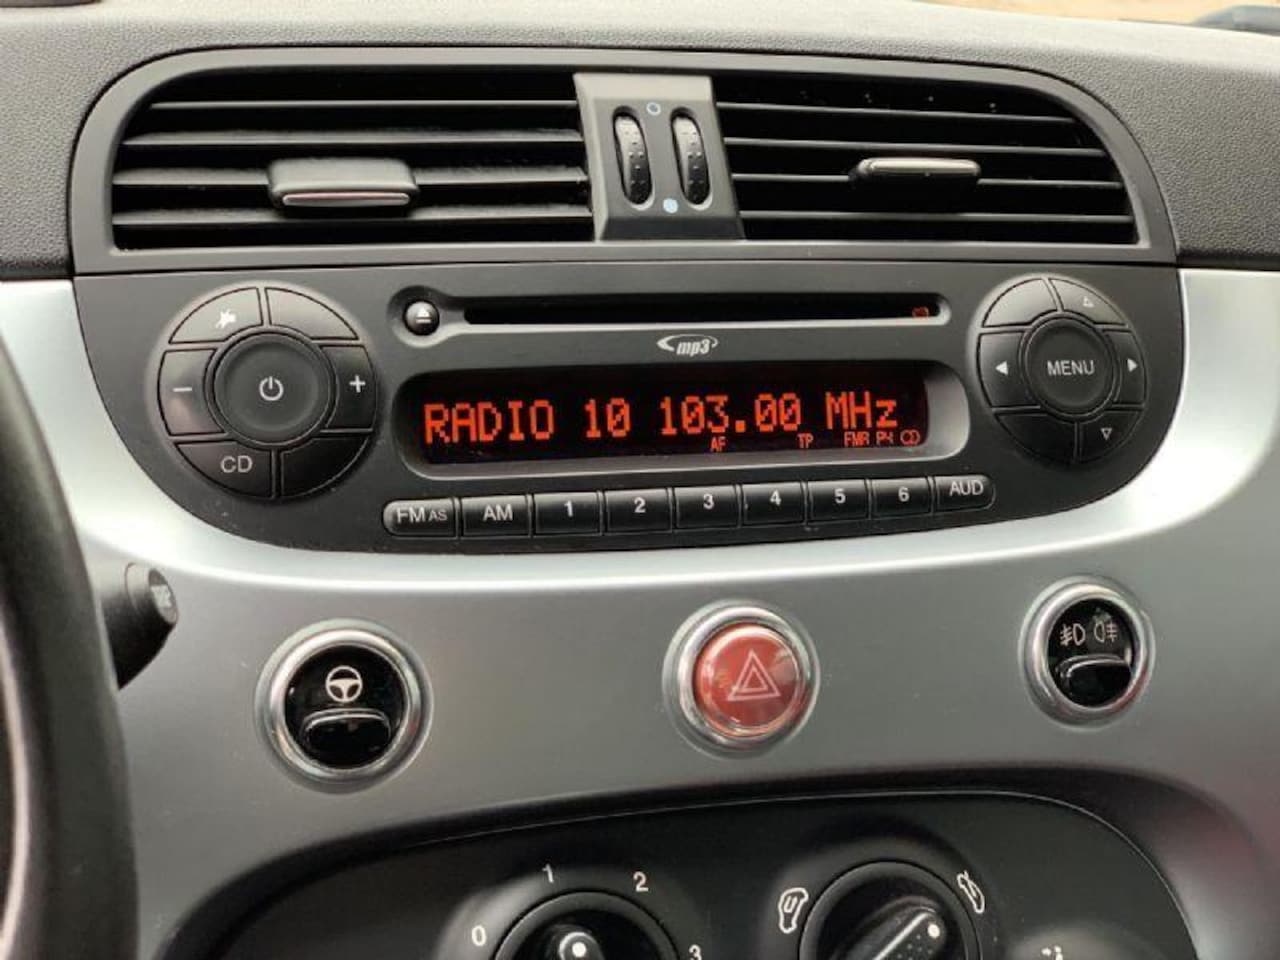 mp3
MENU
RADIO 10 103.00 MHz
AF TP FMR P4
CD
FM AS AM 1 2 3 4 5 6 AUD
1 2
0 3